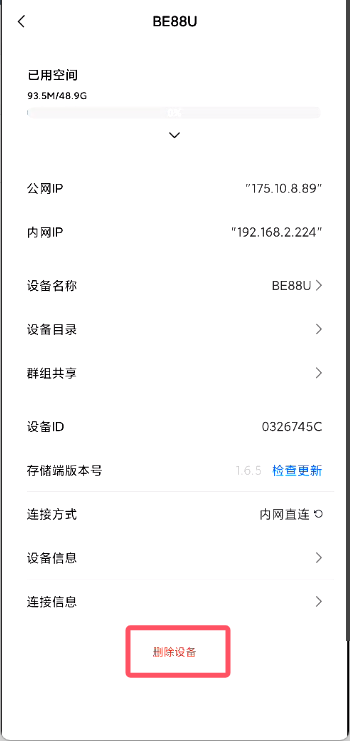 BE88U
已用空间
93.5M/48.9G
公网IP
"175.10.8.89"
内网IP
"192.168.2.224"
设备名称
BE88U
设备目录
群组共享
设备ID
0326745C
存储端版本号
1.6.5 检查更新
连接方式
内网直连
设备信息
连接信息
删除设备